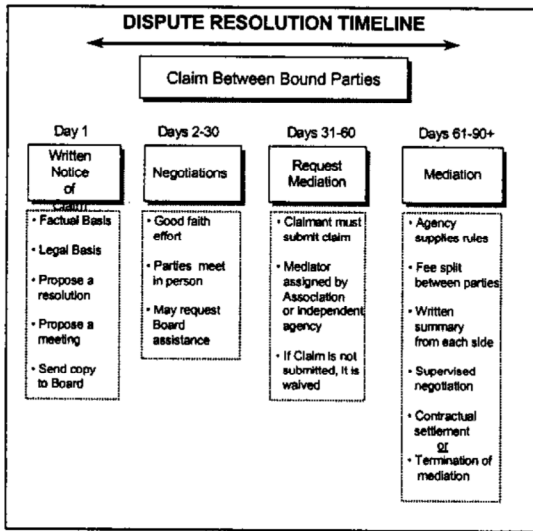 DISPUTE RESOLUTION TIMELINE
Claim Between Bound Parties
Day 1
Written
Notice
of
Claim
• Factual Basis
• Legal Basis
• Propose a
resolution
• Propose a
meeting
• Send copy
to Board
Days 2-30
Negotiations
• Good faith
effort
• Parties meet
in person
• May request
Board
assistance
Days 31-60
Request
Mediation
• Claimant must
submit claim
• Mediator
assigned by
Association
or independent
agency
• If Claim is not
submitted, it is
waived
Days 61-90+
Mediation
• Agency
supplies rules
• Fee split
between parties
• Written
summary
from each side
• Supervised
negotiation
• Contractual
settlement
or
• Termination of
mediation